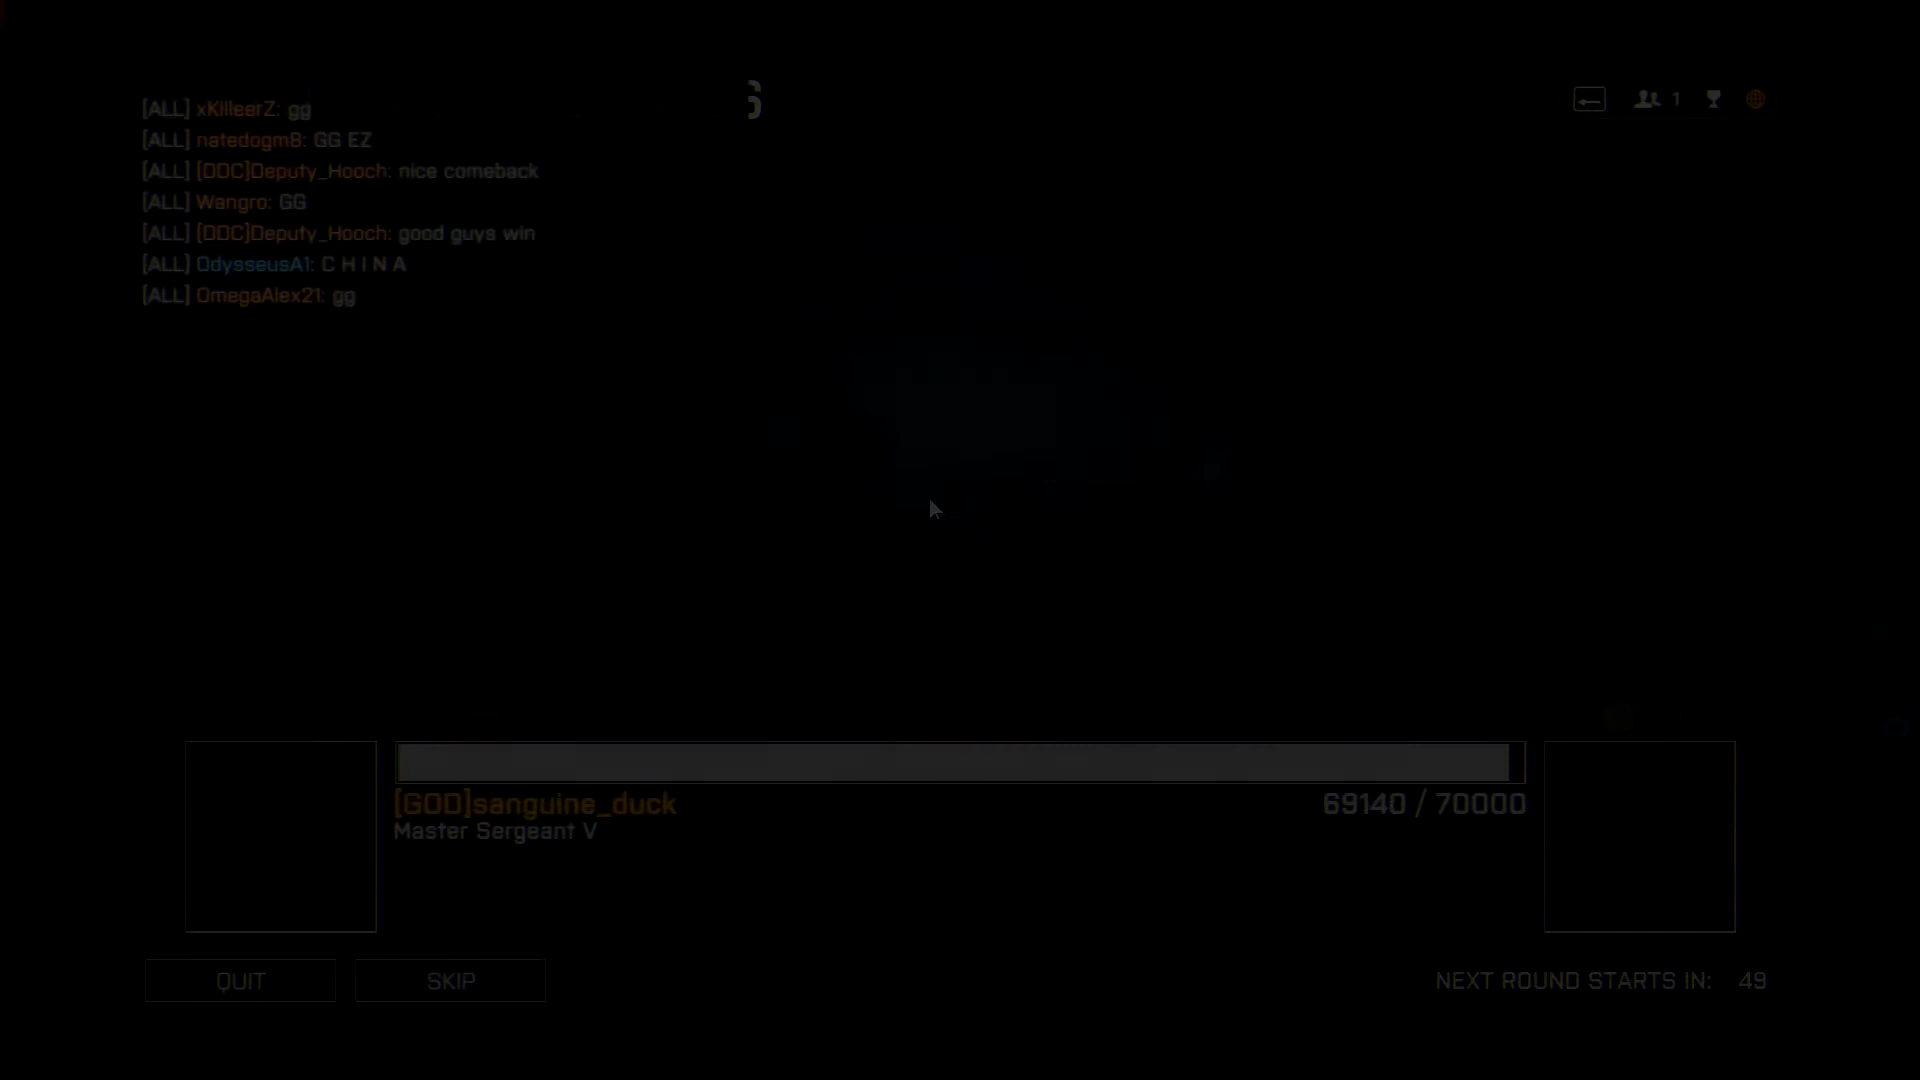 [ALL] xKIlleerZ: gg
[ALL] natedogm8: GG EZ
[ALL] [DDC]Deputy_Hooch: nice comeback
[ALL] Wangro: GG
[ALL] [DDC]Deputy_Hooch: good guys win
[ALL] OdysseusA1: C H I N A
[ALL] OmegaAlex21: gg
1
[GOD]sanguine_duck
69140 / 70000
Master Sergeant V
QUIT
SKIP
NEXT ROUND STARTS IN: 49